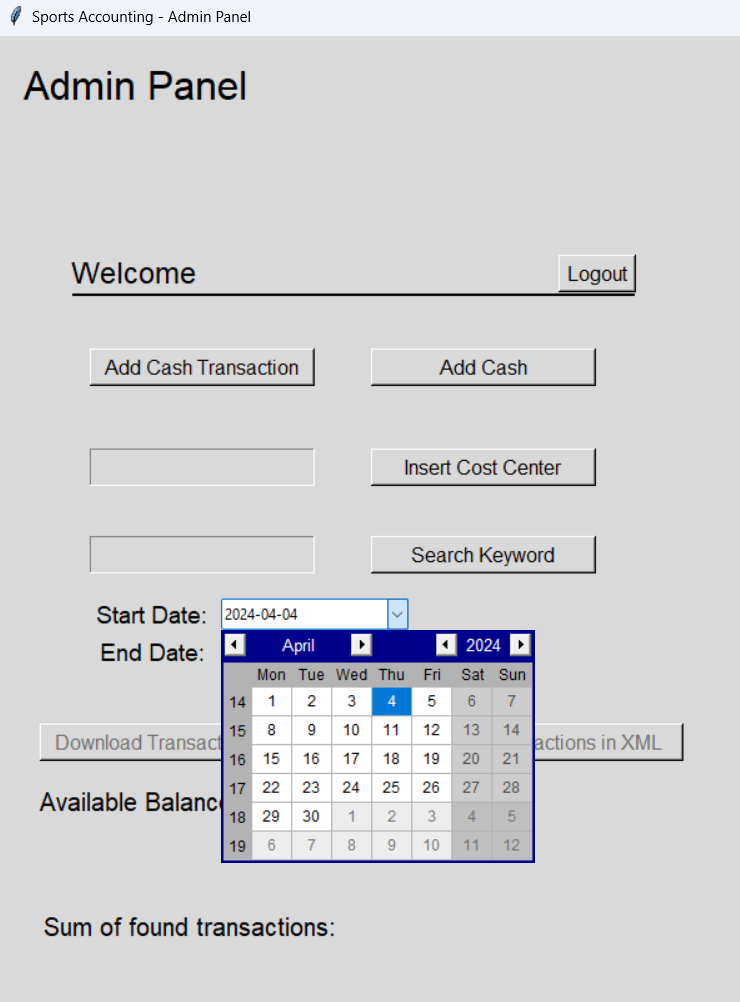 Sports Accounting - Admin Panel
Admin Panel
Welcome
Logout
Add Cash Transaction
Add Cash
Insert Cost Center
Search Keyword
Start Date:
2024-04-04
End Date:
April 2024
Mon Tue Wed Thu Fri Sat Sun
14 1 2 3 4 5 6 7
15 8 9 10 11 12 13 14
16 15 16 17 18 19 20 21
17 22 23 24 25 26 27 28
18 29 30 1 2 3 4 5
19 6 7 8 9 10 11 12
Download Transact
actions in XML
Available Balance
Sum of found transactions: